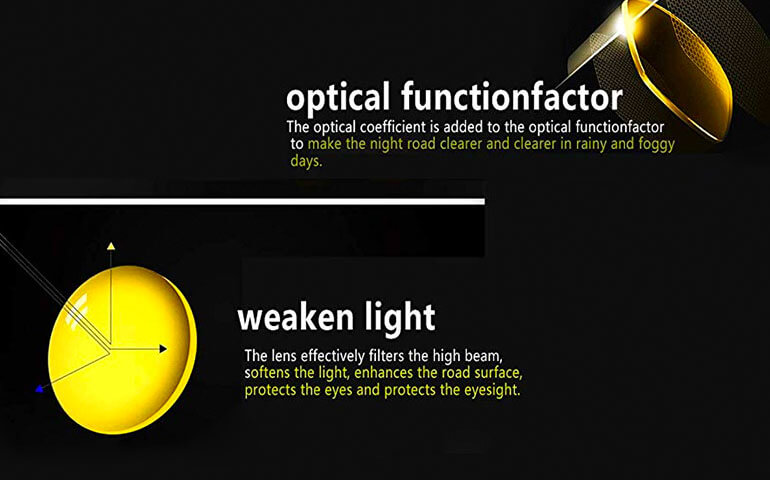 optical functionfactor
The optical coefficient is added to the optical functionfactor
to make the night road clearer and clearer in rainy and foggy
days.
weaken light
The lens effectively filters the high beam,
softens the light, enhances the road surface,
protects the eyes and protects the eyesight.